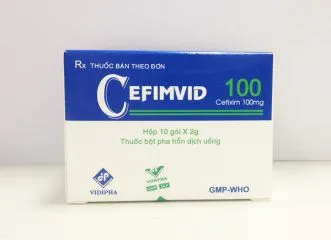 Rx THUỐC BÁN THEO ĐƠN
CEFIMVID 100
Cefixim 100mg
Hộp 10 gói X 2g
Thuốc bột pha hỗn dịch uống
VIDIPHA
VIDIPHA
GMP-WHO